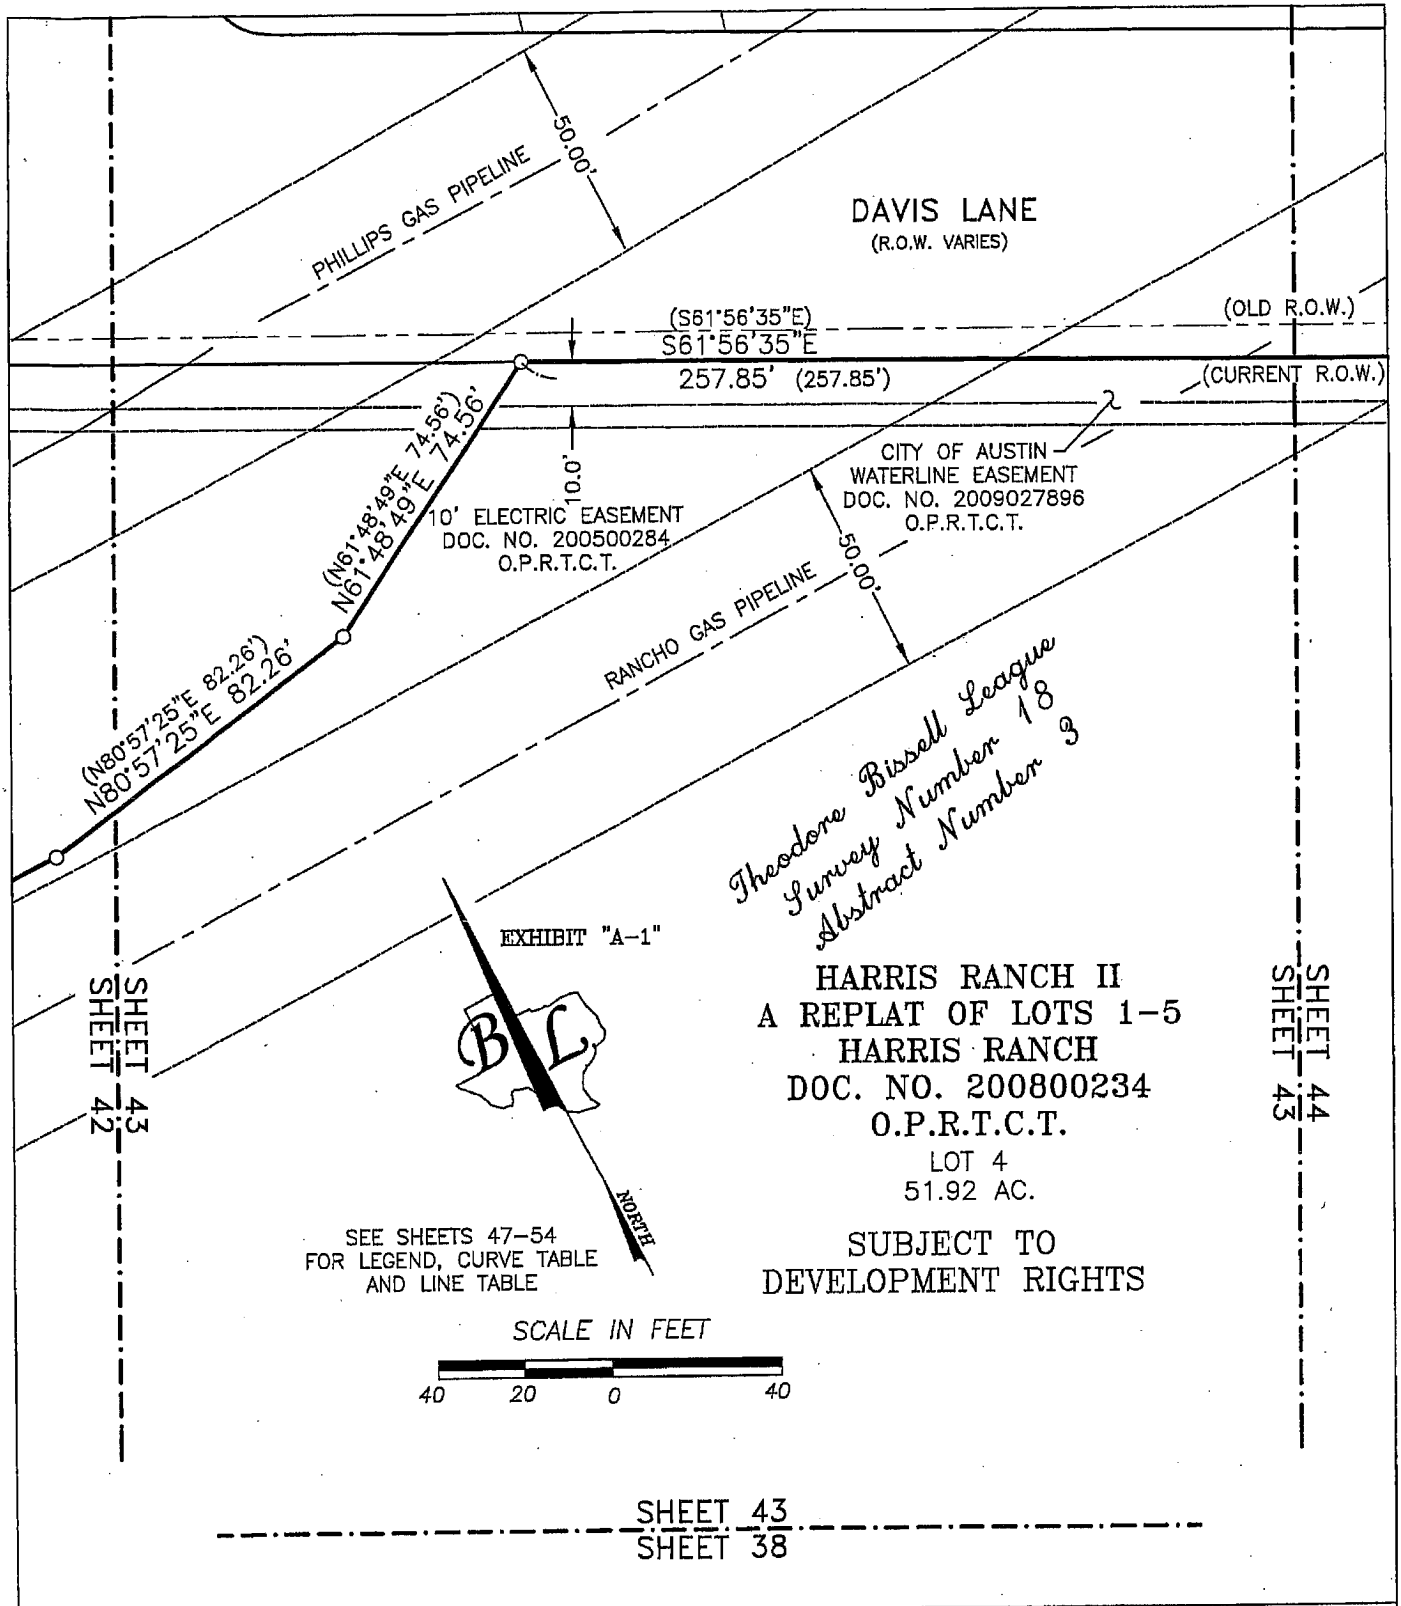 50.00'
PHILLIPS GAS PIPELINE
DAVIS LANE
(R.O.W. VARIES)
(OLD R.O.W.)
(S61°56'35"E)
S61°56'35"E
257.85' (257.85')
(CURRENT R.O.W.)
(N61°48'49"E 74.56')
N61°48'49"E 74.56'
10.0'
10' ELECTRIC EASEMENT
DOC. NO. 200500284
O.P.R.T.C.T.
CITY OF AUSTIN
WATERLINE EASEMENT
DOC. NO. 2009027896
O.P.R.T.C.T.
50.00'
RANCHO GAS PIPELINE
(N80°57'25"E 82.26')
N80°57'25"E 82.26'
Theodore Bissell League
Survey Number 18
Abstract Number 3
EXHIBIT "A-1"
B L
NORTH
HARRIS RANCH II
A REPLAT OF LOTS 1-5
HARRIS RANCH
DOC. NO. 200800234
O.P.R.T.C.T.
LOT 4
51.92 AC.
SUBJECT TO
DEVELOPMENT RIGHTS
SHEET 43
SHEET 42
SHEET 44
SHEET 43
SEE SHEETS 47-54
FOR LEGEND, CURVE TABLE
AND LINE TABLE
SCALE IN FEET
40 20 0 40
SHEET 43
SHEET 38